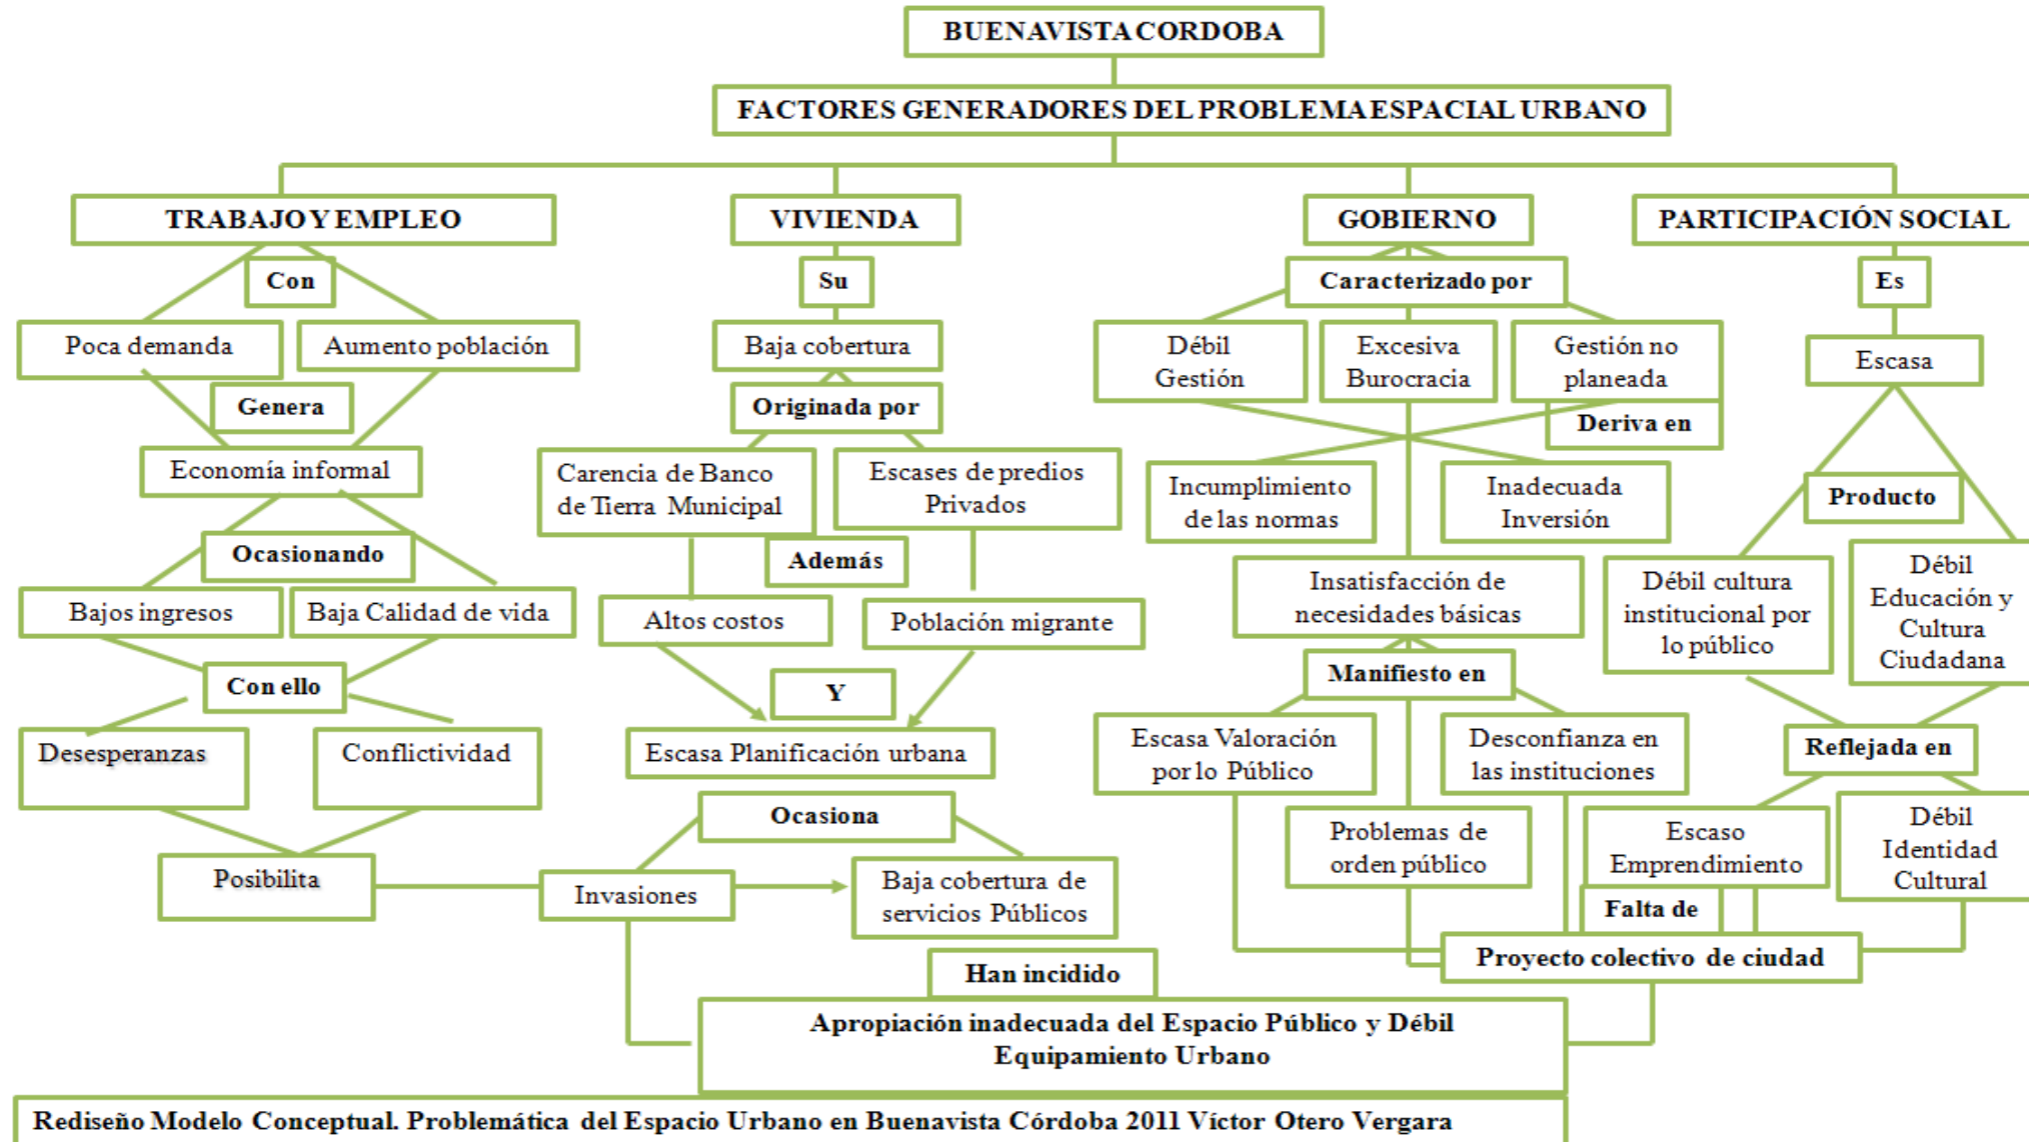 BUENAVISTA CORDOBA
FACTORES GENERADORES DEL PROBLEMA ESPACIAL URBANO
TRABAJO Y EMPLEO
VIVIENDA
GOBIERNO
PARTICIPACIÓN SOCIAL
Con
Su
Caracterizado por
Es
Poca demanda
Aumento población
Baja cobertura
Débil
Gestión
Excesiva
Burocracia
Gestión no
planeada
Escasa
Genera
Originada por
Deriva en
Economía informal
Carencia de Banco
de Tierra Municipal
Escases de predios
Privados
Incumplimiento
de las normas
Inadecuada
Inversión
Producto
Ocasionando
Además
Bajos ingresos
Baja Calidad de vida
Altos costos
Población migrante
Insatisfacción de
necesidades básicas
Débil cultura
institucional por
lo público
Débil
Educación y
Cultura
Ciudadana
Con ello
Y
Manifiesto en
Desesperanzas
Conflictividad
Escasa Planificación urbana
Escasa Valoración
por lo Público
Desconfianza en
las instituciones
Reflejada en
Ocasiona
Problemas de
orden público
Escaso
Emprendimiento
Débil
Identidad
Cultural
Posibilita
Invasiones
Baja cobertura de
servicios Públicos
Falta de
Proyecto colectivo de ciudad
Han incidido
Apropiación inadecuada del Espacio Público y Débil
Equipamiento Urbano
Rediseño Modelo Conceptual. Problemática del Espacio Urbano en Buenavista Córdoba 2011 Víctor Otero Vergara